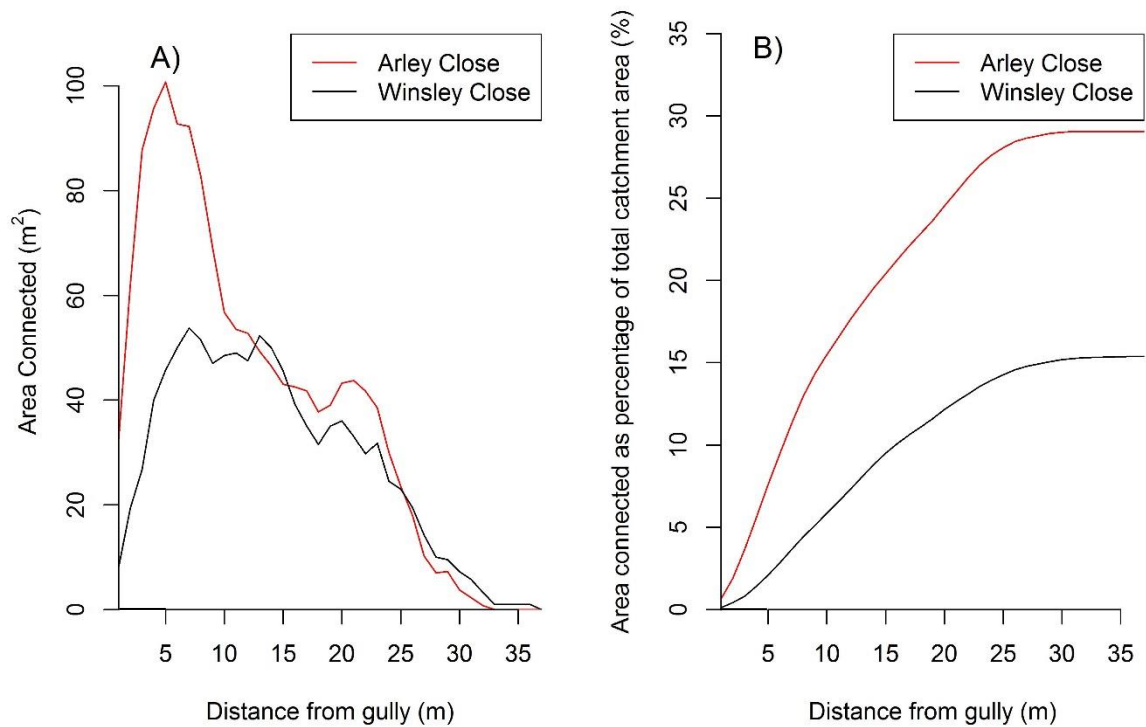 A)
Arley Close
Winsley Close
Area Connected (m²)
100
80
60
40
20
0
5 10 15 20 25 30 35
Distance from gully (m)
B)
Arley Close
Winsley Close
Area connected as percentage of total catchment area (%)
35
30
25
20
15
10
5
0
5 10 15 20 25 30 35
Distance from gully (m)